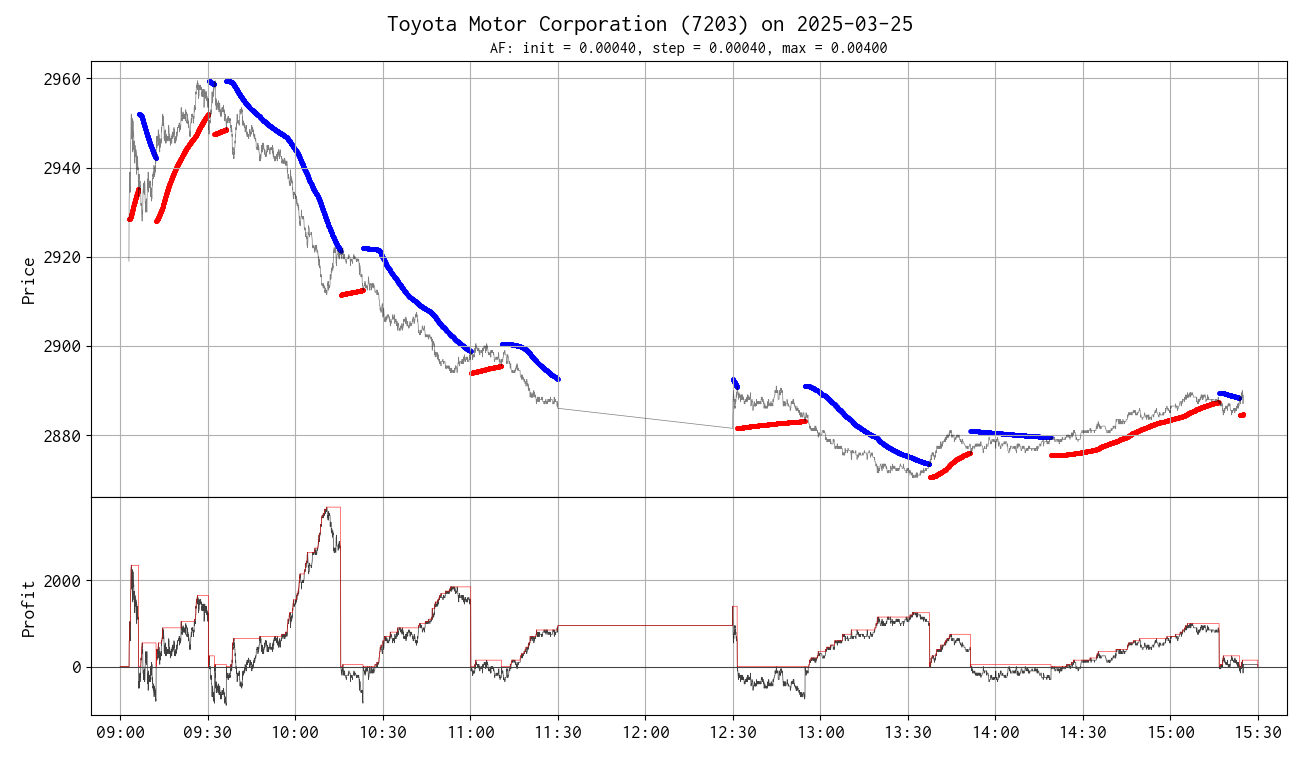 Toyota Motor Corporation (7203) on 2025-03-25
AF: init = 0.00040, step = 0.00040, max = 0.00400
Price
2960
2940
2920
2900
2880
Profit
2000
0
09:00 09:30 10:00 10:30 11:00 11:30 12:00 12:30 13:00 13:30 14:00 14:30 15:00 15:30